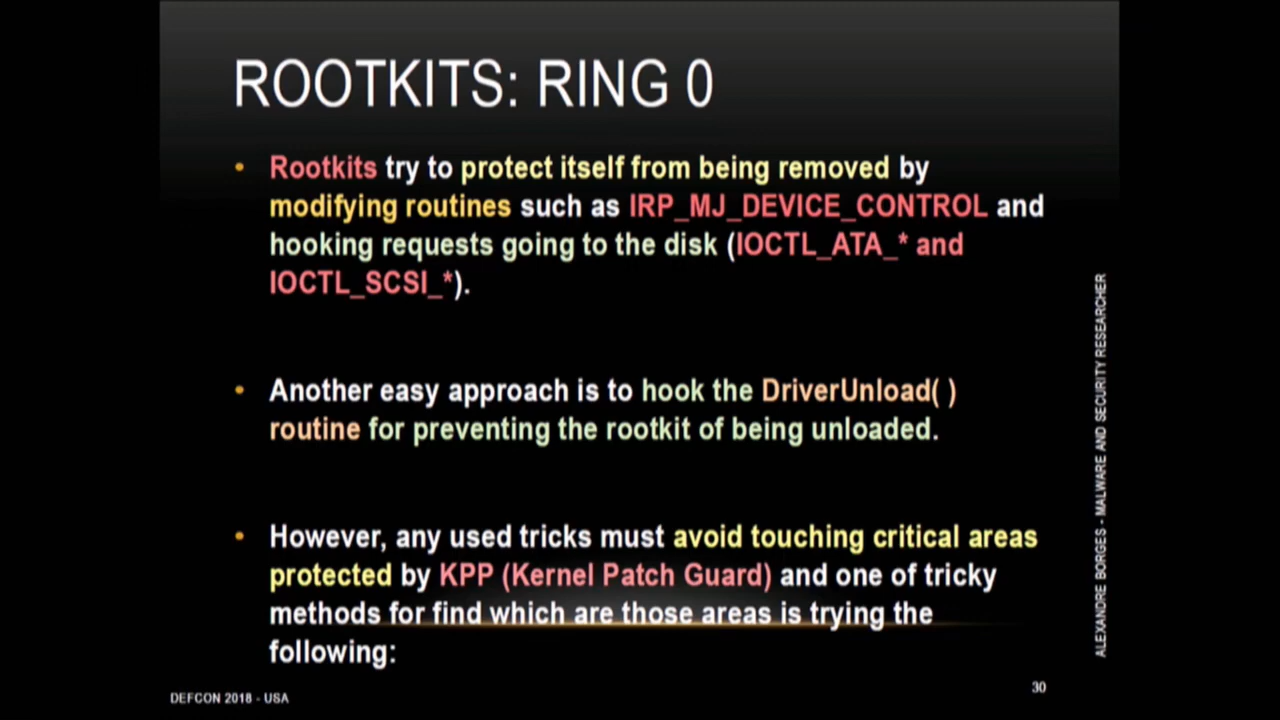 ROOTKITS: RING 0
• Rootkits try to protect itself from being removed by
modifying routines such as IRP_MJ_DEVICE_CONTROL and
hooking requests going to the disk (IOCTL_ATA_* and
IOCTL_SCSI_*).
• Another easy approach is to hook the DriverUnload( )
routine for preventing the rootkit of being unloaded.
• However, any used tricks must avoid touching critical areas
protected by KPP (Kernel Patch Guard) and one of tricky
methods for find which are those areas is trying the
following:
ALEXANDRE BORGES - MALWARE AND SECURITY RESEARCHER
DEFCON 2018 - USA
30